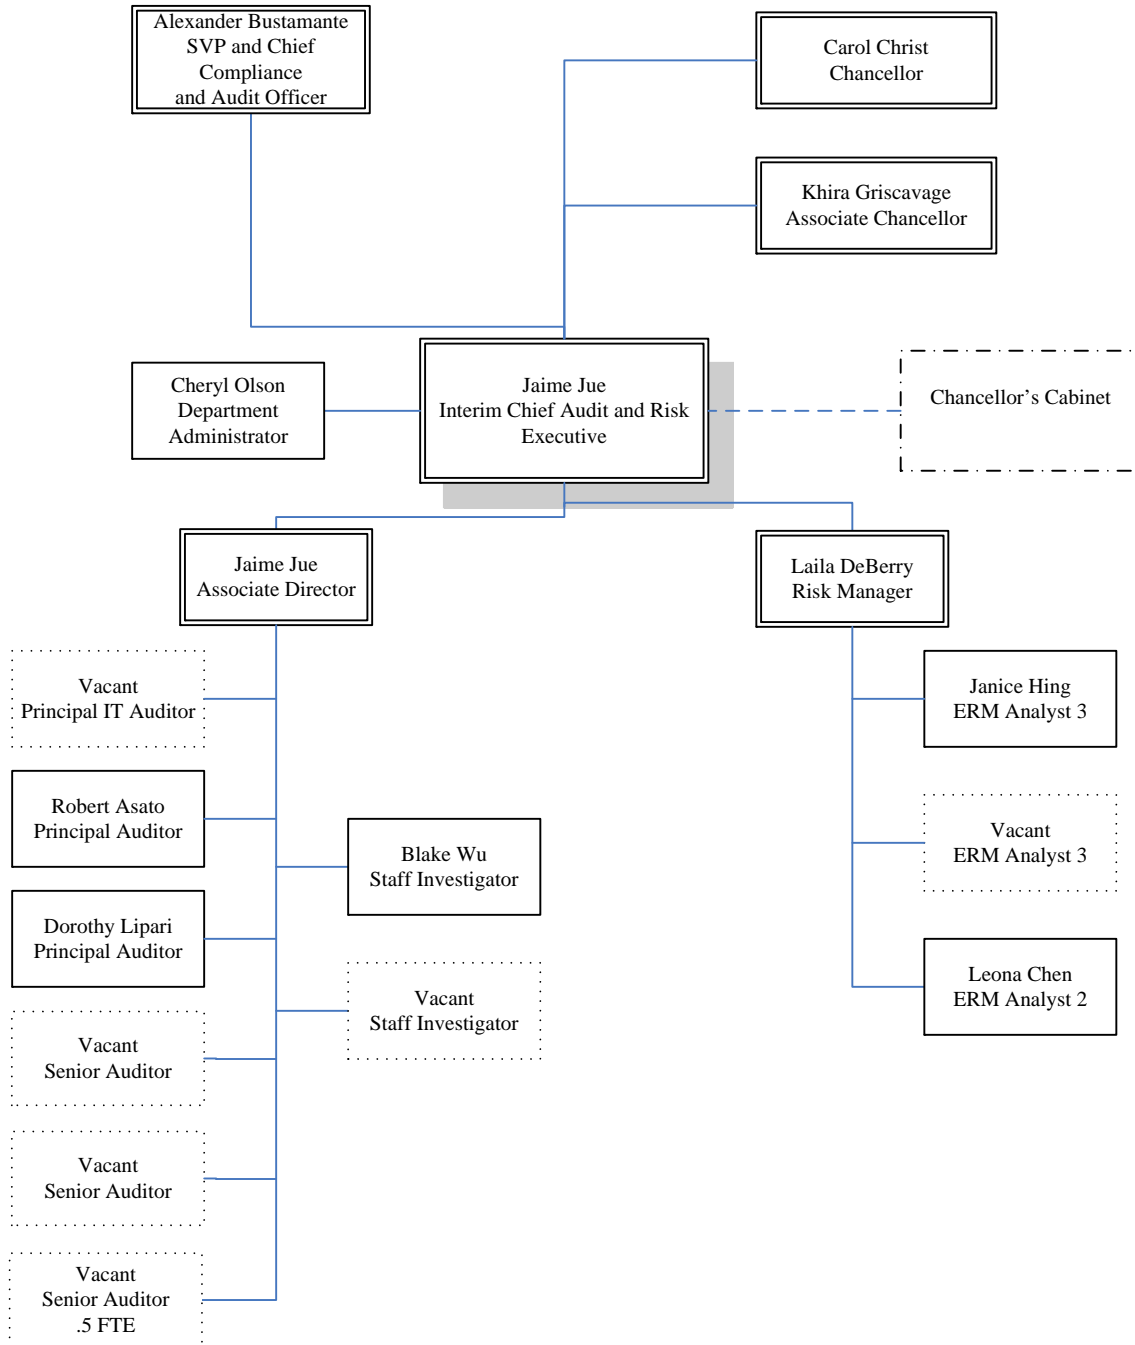 Alexander Bustamante
SVP and Chief
Compliance
and Audit Officer
Carol Christ
Chancellor
Khira Griscavage
Associate Chancellor
Cheryl Olson
Department
Administrator
Jaime Jue
Interim Chief Audit and Risk
Executive
Chancellor’s Cabinet
Jaime Jue
Associate Director
Laila DeBerry
Risk Manager
Vacant
Principal IT Auditor
Robert Asato
Principal Auditor
Dorothy Lipari
Principal Auditor
Vacant
Senior Auditor
Vacant
Senior Auditor
Vacant
Senior Auditor
.5 FTE
Blake Wu
Staff Investigator
Vacant
Staff Investigator
Janice Hing
ERM Analyst 3
Vacant
ERM Analyst 3
Leona Chen
ERM Analyst 2